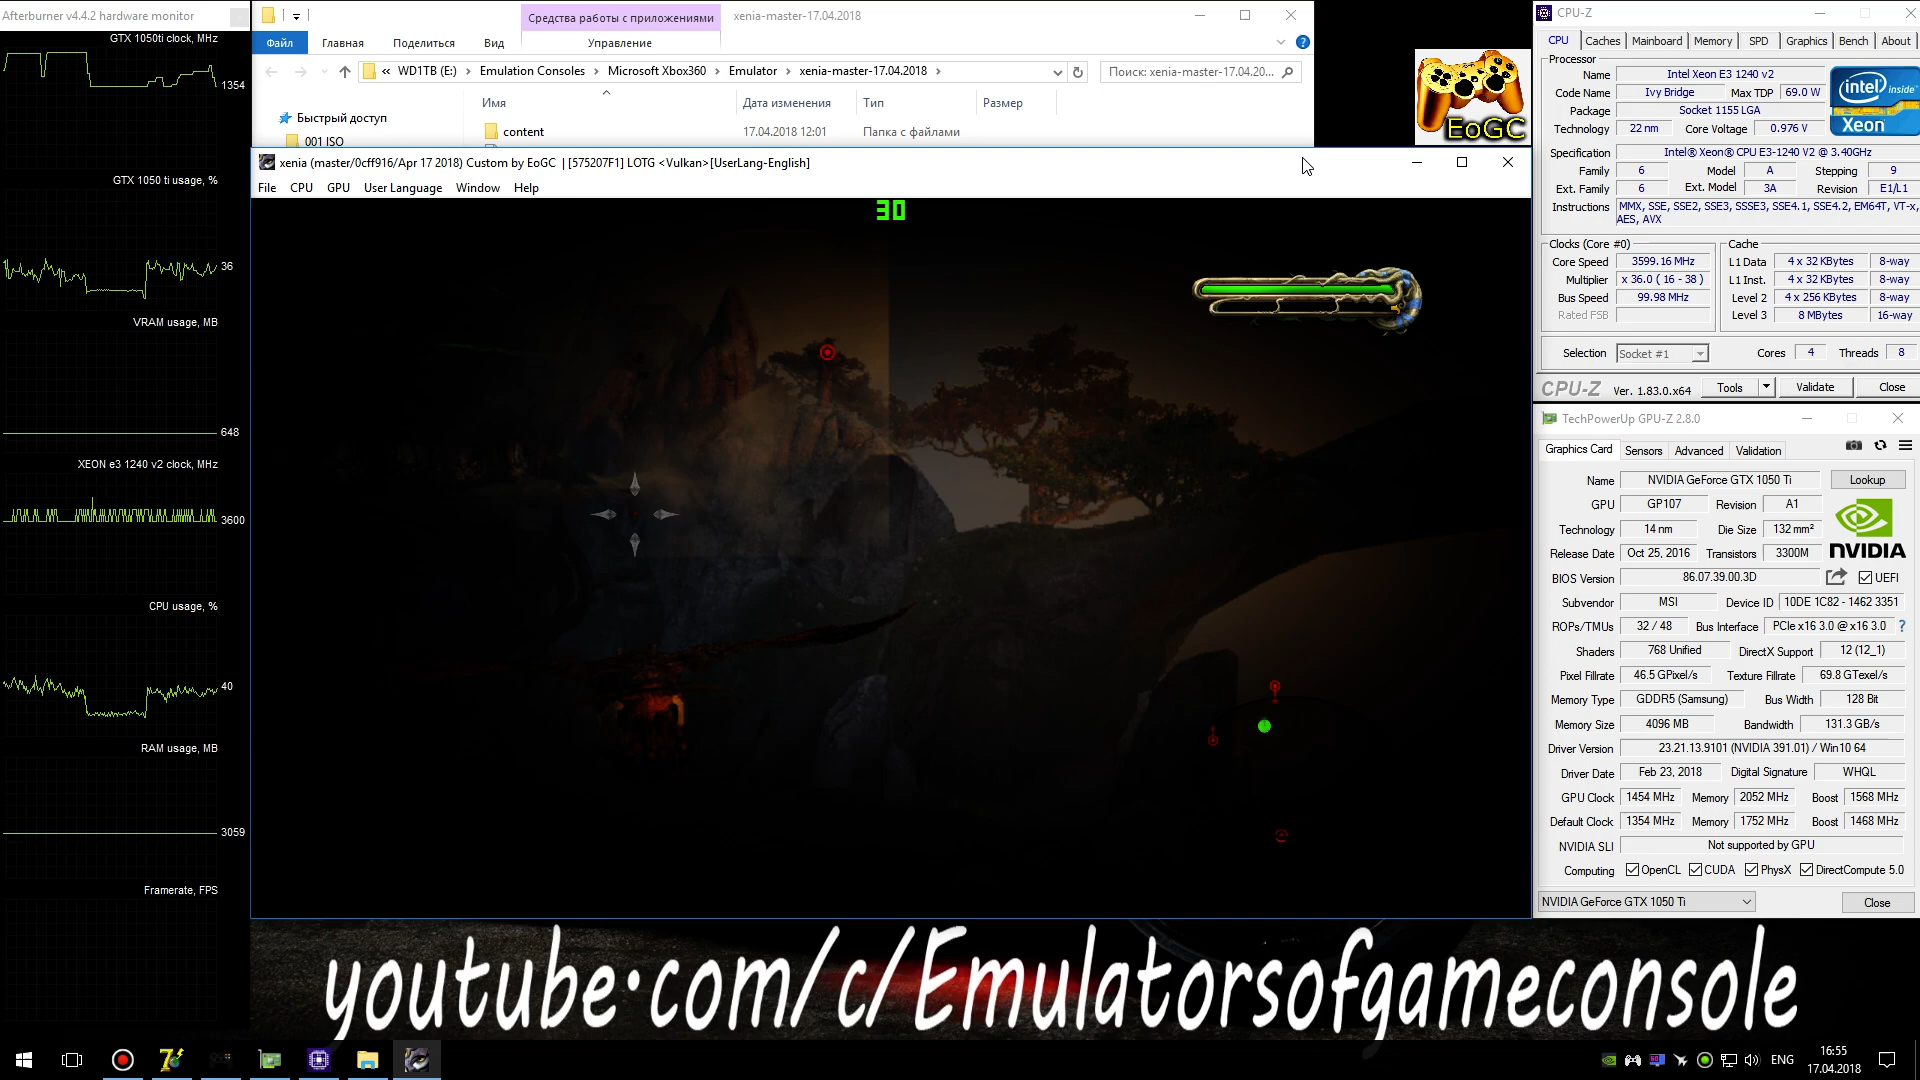 Afterburner v4.4.2 hardware monitor
GTX 1050ti clock, MHz
1354
GTX 1050 ti usage, %
36
VRAM usage, MB
648
XEON e3 1240 v2 clock, MHz
3600
CPU usage, %
40
RAM usage, MB
3059
Framerate, FPS
Средства работы с приложениями
xenia-master-17.04.2018
Файл
Главная
Поделиться
Вид
Управление
« WD1TB (E:) > Emulation Consoles > Microsoft Xbox360 > Emulator > xenia-master-17.04.2018 >
Поиск: xenia-master-17.04.20...
Имя
Дата изменения
Тип
Размер
Быстрый доступ
001 ISO
content
17.04.2018 12:01
Папка с файлами
EoGC
xenia (master/0cff916/Apr 17 2018) Custom by EoGC | [575207F1] LOTG <Vulkan>[UserLang-English]
File CPU GPU User Language Window Help
30
CPU-Z
CPU Caches Mainboard Memory SPD Graphics Bench About
Processor
Name Intel Xeon E3 1240 v2
Code Name Ivy Bridge Max TDP 69.0 W
Package Socket 1155 LGA
Technology 22 nm Core Voltage 0.976 V
intel inside™
Xeon
Specification Intel® Xeon® CPU E3-1240 V2 @ 3.40GHz
Family 6 Model A Stepping 9
Ext. Family 6 Ext. Model 3A Revision E1/L1
Instructions MMX, SSE, SSE2, SSE3, SSSE3, SSE4.1, SSE4.2, EM64T, VT-x,
AES, AVX
Clocks (Core #0)
Core Speed 3599.16 MHz
Multiplier x 36.0 ( 16 - 38 )
Bus Speed 99.98 MHz
Rated FSB
Cache
L1 Data 4 x 32 KBytes 8-way
L1 Inst. 4 x 32 KBytes 8-way
Level 2 4 x 256 KBytes 8-way
Level 3 8 MBytes 16-way
Selection Socket #1 Cores 4 Threads 8
CPU-Z Ver. 1.83.0.x64 Tools Validate Close
TechPowerUp GPU-Z 2.8.0
Graphics Card Sensors Advanced Validation
Name NVIDIA GeForce GTX 1050 Ti Lookup
GPU GP107 Revision A1
Technology 14 nm Die Size 132 mm²
Release Date Oct 25, 2016 Transistors 3300M
NVIDIA
BIOS Version 86.07.39.00.3D UEFI
Subvendor MSI Device ID 10DE 1C82 - 1462 3351
ROPs/TMUs 32 / 48 Bus Interface PCIe x16 3.0 @ x16 3.0 ?
Shaders 768 Unified DirectX Support 12 (12_1)
Pixel Fillrate 46.5 GPixel/s Texture Fillrate 69.8 GTexel/s
Memory Type GDDR5 (Samsung) Bus Width 128 Bit
Memory Size 4096 MB Bandwidth 131.3 GB/s
Driver Version 23.21.13.9101 (NVIDIA 391.01) / Win10 64
Driver Date Feb 23, 2018 Digital Signature WHQL
GPU Clock 1454 MHz Memory 2052 MHz Boost 1568 MHz
Default Clock 1354 MHz Memory 1752 MHz Boost 1468 MHz
NVIDIA SLI Not supported by GPU
Computing OpenCL CUDA PhysX DirectCompute 5.0
NVIDIA GeForce GTX 1050 Ti Close
youtube.com/c/Emulatorsofgameconsole
ENG
16:55
17.04.2018